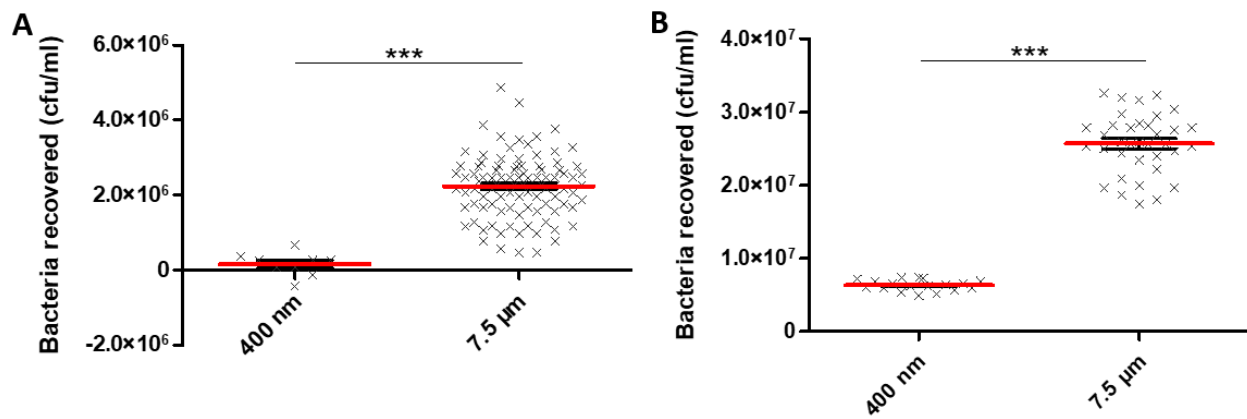 A
Bacteria recovered (cfu/ml)
6.0×10⁶
4.0×10⁶
2.0×10⁶
0
-2.0×10⁶
***
400 nm
7.5 µm
B
Bacteria recovered (cfu/ml)
4.0×10⁷
3.0×10⁷
2.0×10⁷
1.0×10⁷
0
***
400 nm
7.5 µm